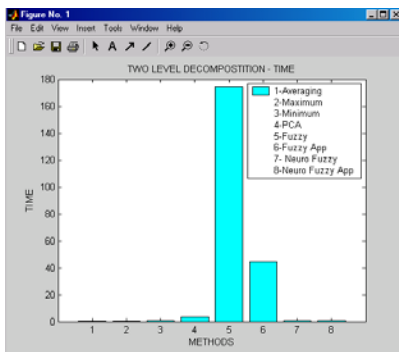 Figure No. 1
File Edit View Insert Tools Window Help
A
TWO LEVEL DECOMPOSTITION - TIME
180
160
140
120
100
80
60
40
20
0
TIME
1-Averaging
2-Maximum
3-Minimum
4-PCA
5-Fuzzy
6-Fuzzy App
7- Neuro Fuzzy
8-Neuro Fuzzy App
1 2 3 4 5 6 7 8
METHODS